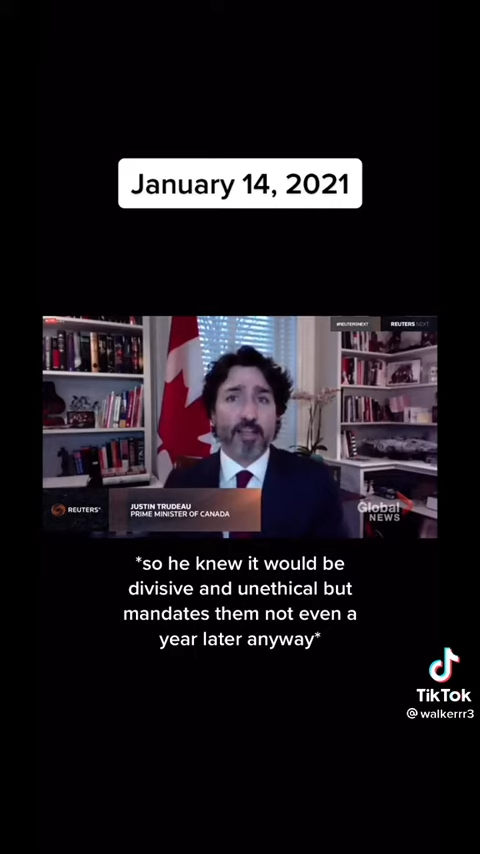 January 14, 2021
#REUTERSNEXT
REUTERS NEXT
REUTERS
JUSTIN TRUDEAU
PRIME MINISTER OF CANADA
Global
NEWS
*so he knew it would be
divisive and unethical but
mandates them not even a
year later anyway*
TikTok
@walkerrr3